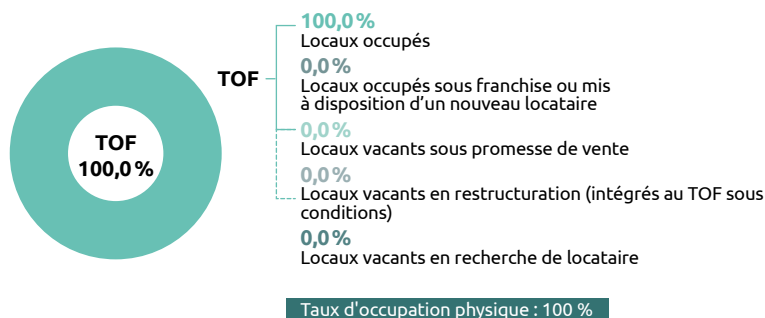 TOF
100,0 %
TOF
100,0 %
Locaux occupés
0,0 %
Locaux occupés sous franchise ou mis
à disposition d'un nouveau locataire
0,0 %
Locaux vacants sous promesse de vente
0,0 %
Locaux vacants en restructuration (intégrés au TOF sous
conditions)
0,0 %
Locaux vacants en recherche de locataire
Taux d'occupation physique : 100 %